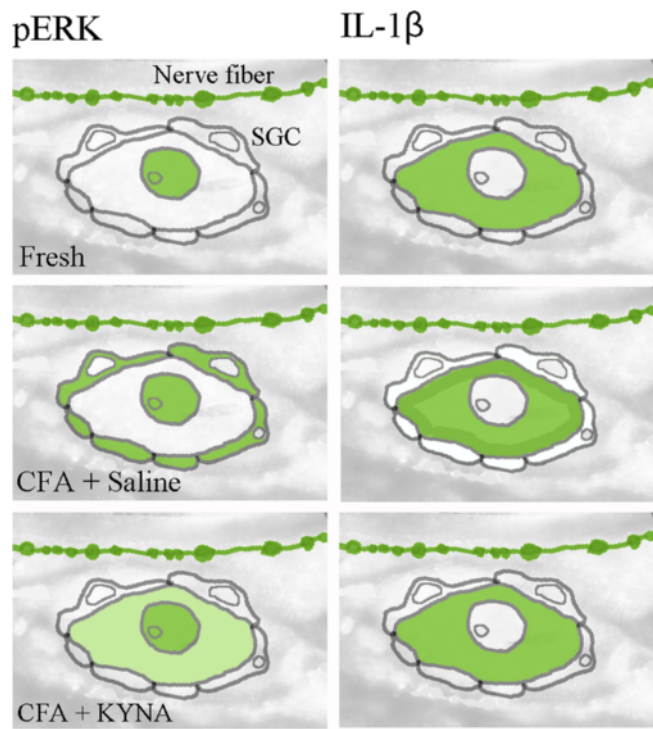 pERK
IL-1β
Nerve fiber
SGC
Fresh
CFA + Saline
CFA + KYNA